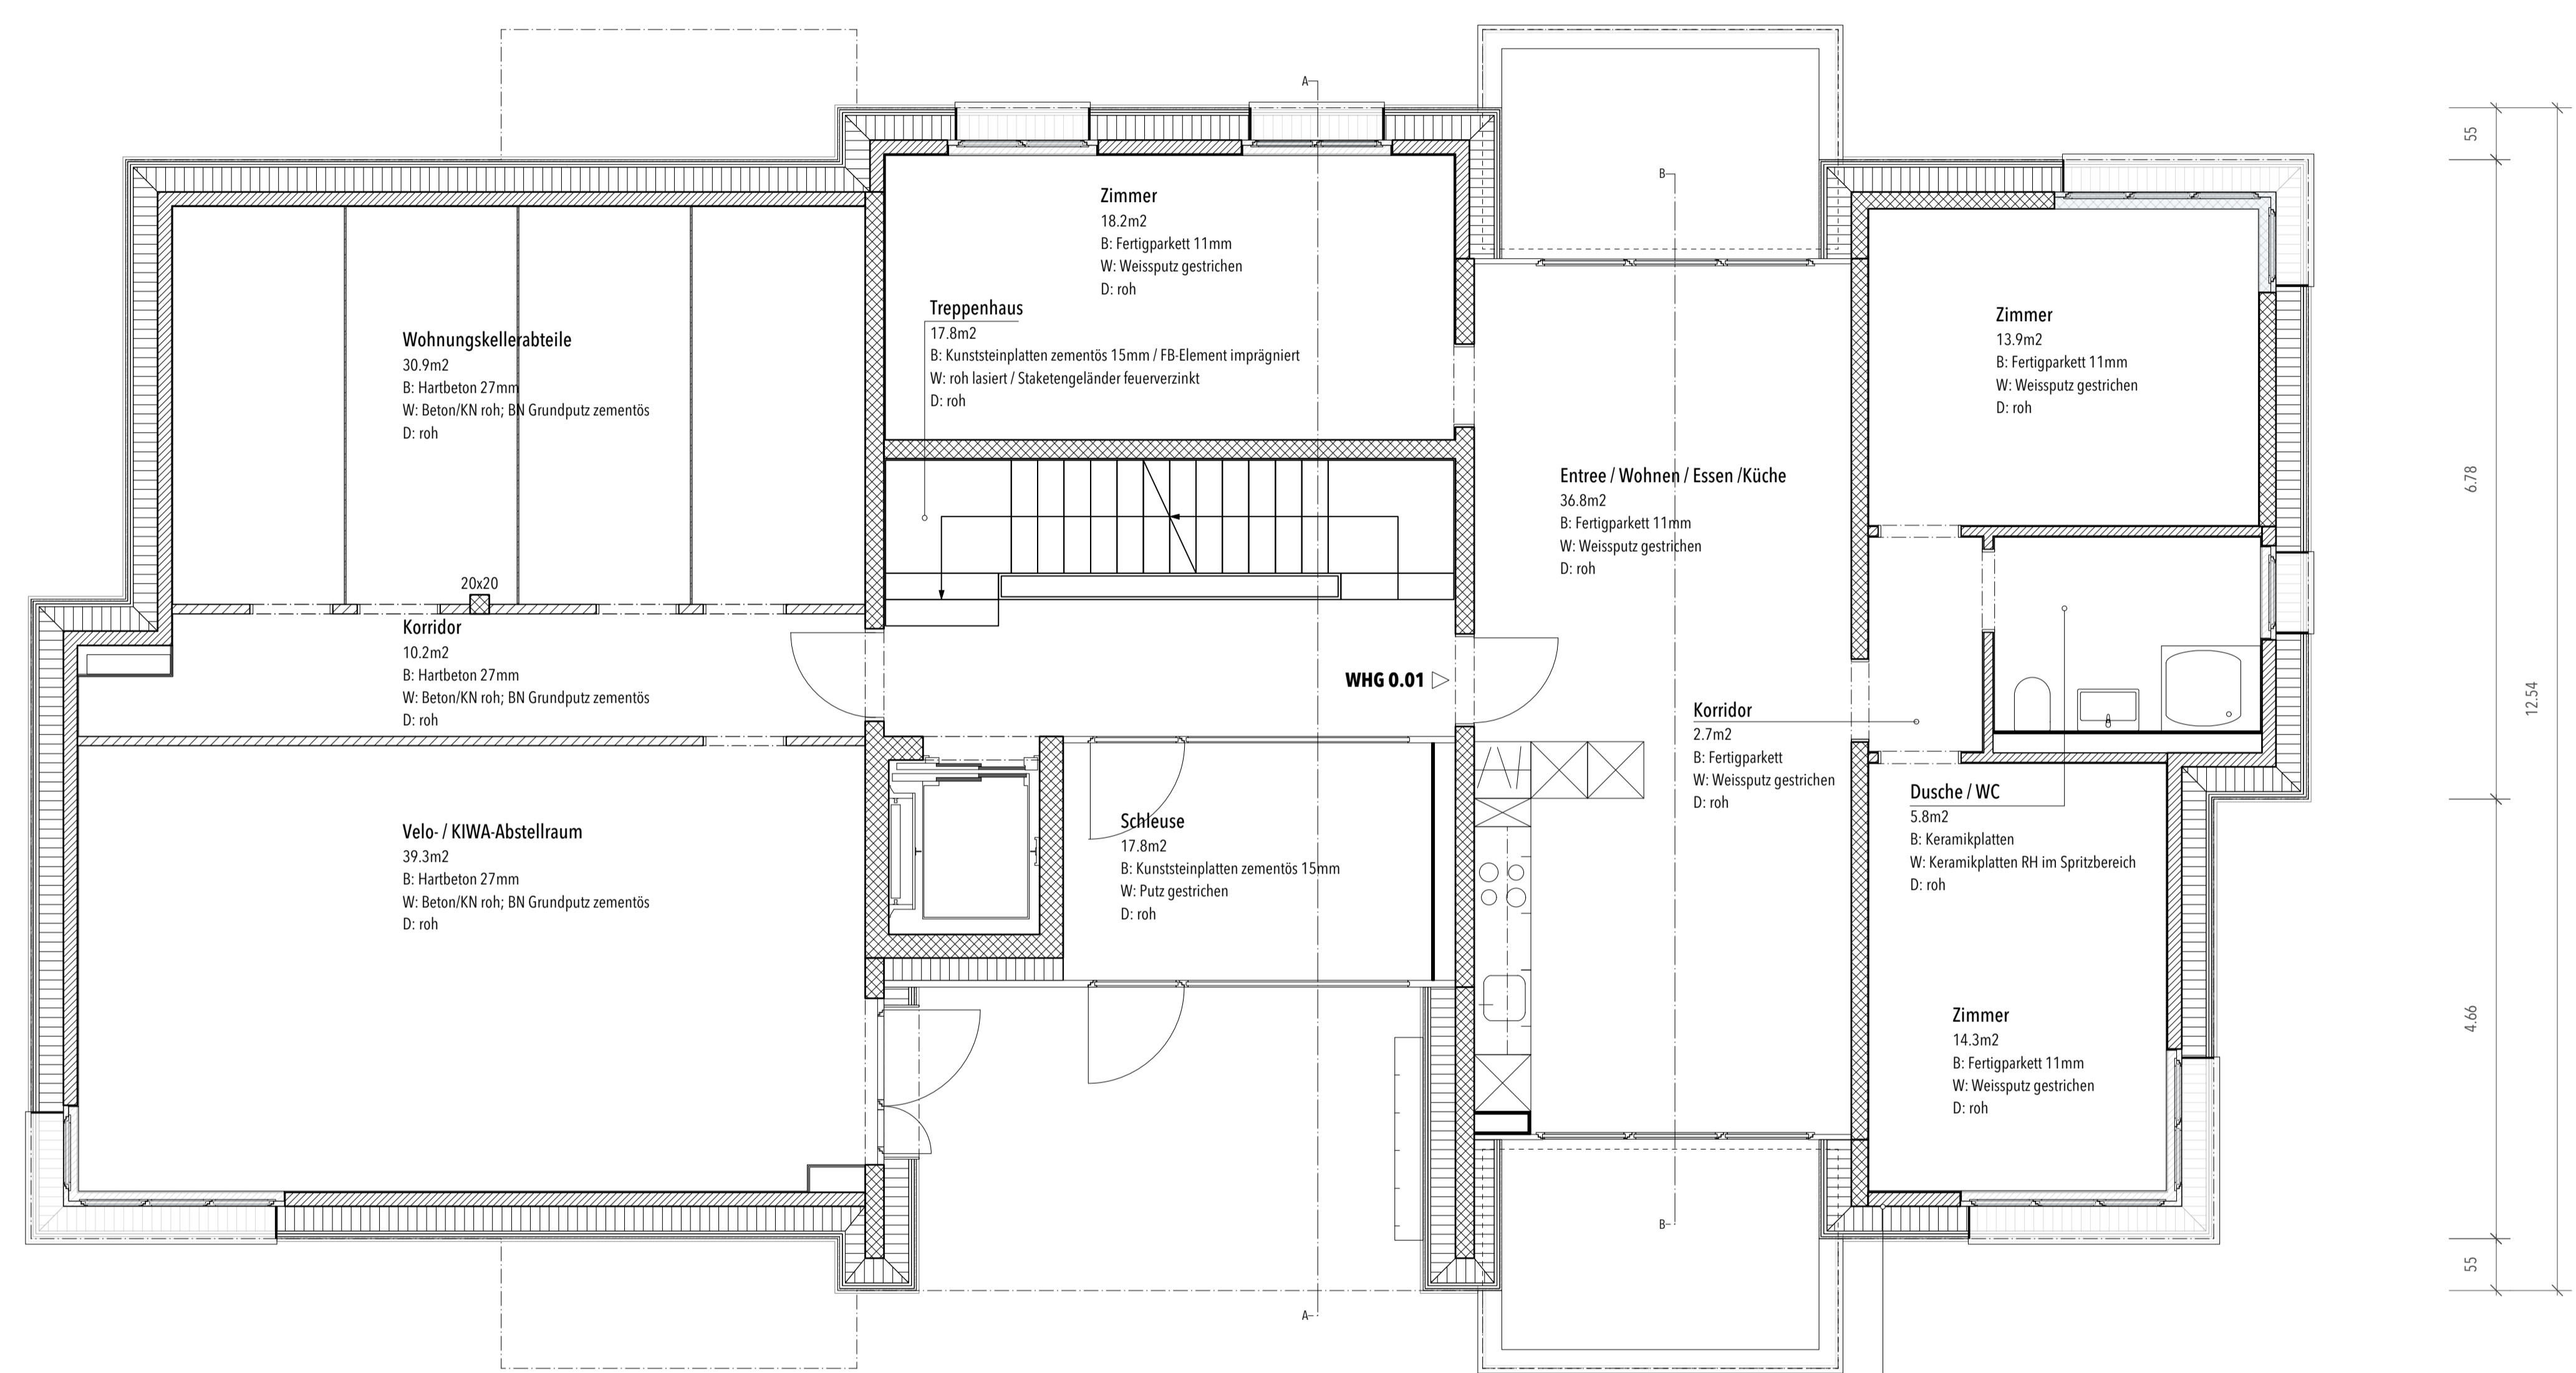 A
55
B
Zimmer
18.2m2
B: Fertigparkett 11mm
W: Weissputz gestrichen
D: roh
Treppenhaus
17.8m2
B: Kunststeinplatten zementös 15mm / FB-Element imprägniert
W: roh lasiert / Staketengeländer feuerverzinkt
D: roh
Wohnungskellerabteile
30.9m2
B: Hartbeton 27mm
W: Beton/KN roh; BN Grundputz zementös
D: roh
Zimmer
13.9m2
B: Fertigparkett 11mm
W: Weissputz gestrichen
D: roh
Entree / Wohnen / Essen /Küche
36.8m2
B: Fertigparkett 11mm
W: Weissputz gestrichen
D: roh
6.78
20x20
Korridor
10.2m2
B: Hartbeton 27mm
W: Beton/KN roh; BN Grundputz zementös
D: roh
WHG 0.01
12.54
Korridor
2.7m2
B: Fertigparkett
W: Weissputz gestrichen
D: roh
Velo- / KIWA-Abstellraum
39.3m2
B: Hartbeton 27mm
W: Beton/KN roh; BN Grundputz zementös
D: roh
Schleuse
17.8m2
B: Kunststeinplatten zementös 15mm
W: Putz gestrichen
D: roh
Dusche / WC
5.8m2
B: Keramikplatten
W: Keramikplatten RH im Spritzbereich
D: roh
Zimmer
14.3m2
B: Fertigparkett 11mm
W: Weissputz gestrichen
D: roh
4.66
B
55
A